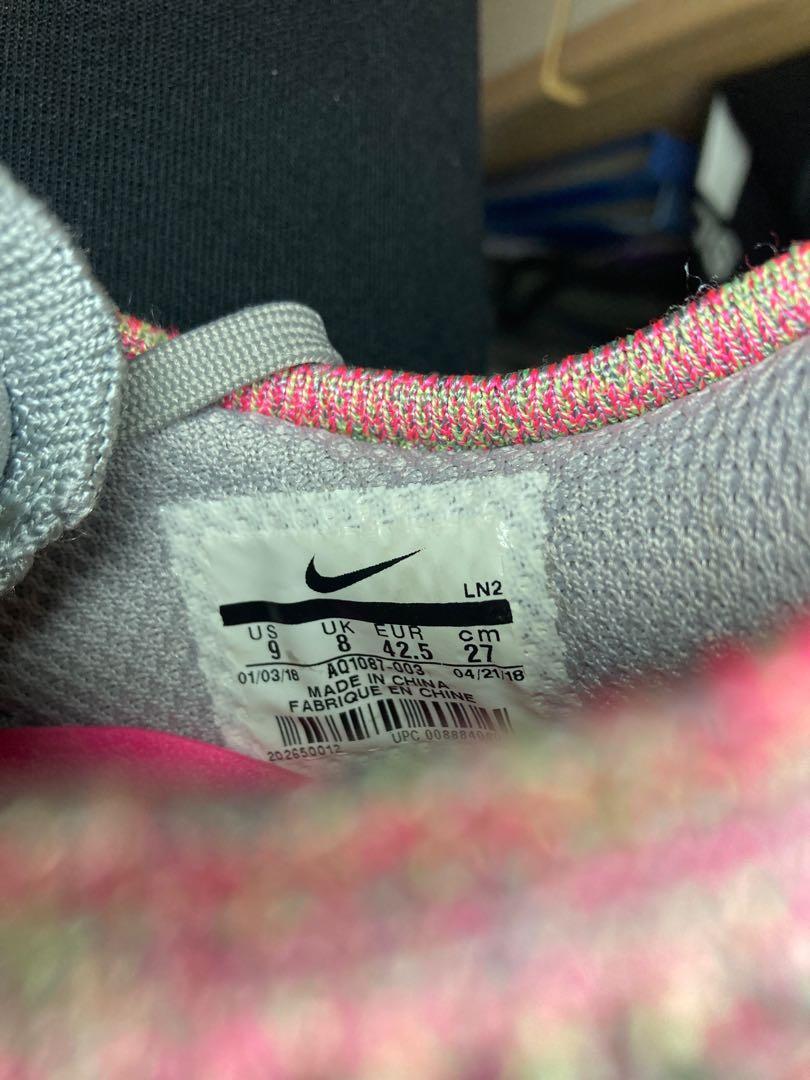 LN2
US UK EUR cm
9 8 42.5 27
01/03/18 AQ1087-003 04/21/18
MADE IN CHINA
FABRIQUE EN CHINE
202650012 UPC